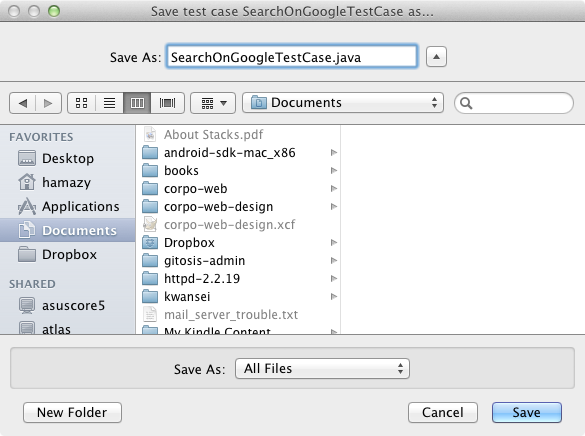 Save test case SearchOnGoogleTestCase as...
Save As: SearchOnGoogleTestCase.java
Documents
FAVORITES
Desktop
hamazy
Applications
Documents
Dropbox
SHARED
asuscore5
atlas
About Stacks.pdf
android-sdk-mac_x86
books
corpo-web
corpo-web-design
corpo-web-design.xcf
Dropbox
gitosis-admin
httpd-2.2.19
kwansei
mail_server_trouble.txt
My Kindle Content
Save As: All Files
New Folder
Cancel
Save